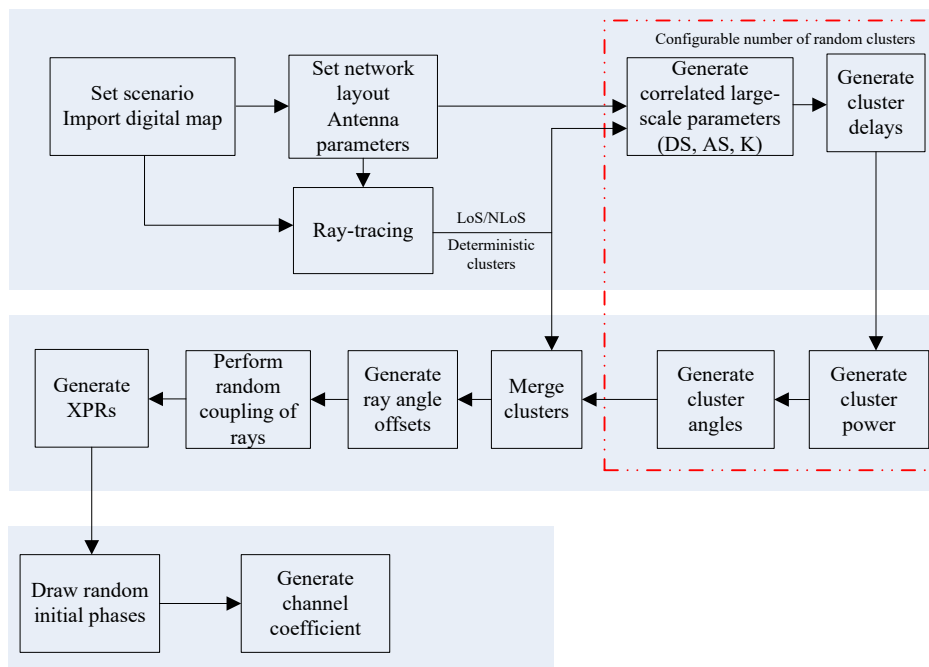 Configurable number of random clusters
Set scenario
Import digital map
Set network
layout
Antenna
parameters
Generate
correlated large-
scale parameters
(DS, AS, K)
Generate
cluster
delays
Ray-tracing
LoS/NLoS
Deterministic
clusters
Generate
XPRs
Perform
random
coupling of
rays
Generate
ray angle
offsets
Merge
clusters
Generate
cluster
angles
Generate
cluster
power
Draw random
initial phases
Generate
channel
coefficient